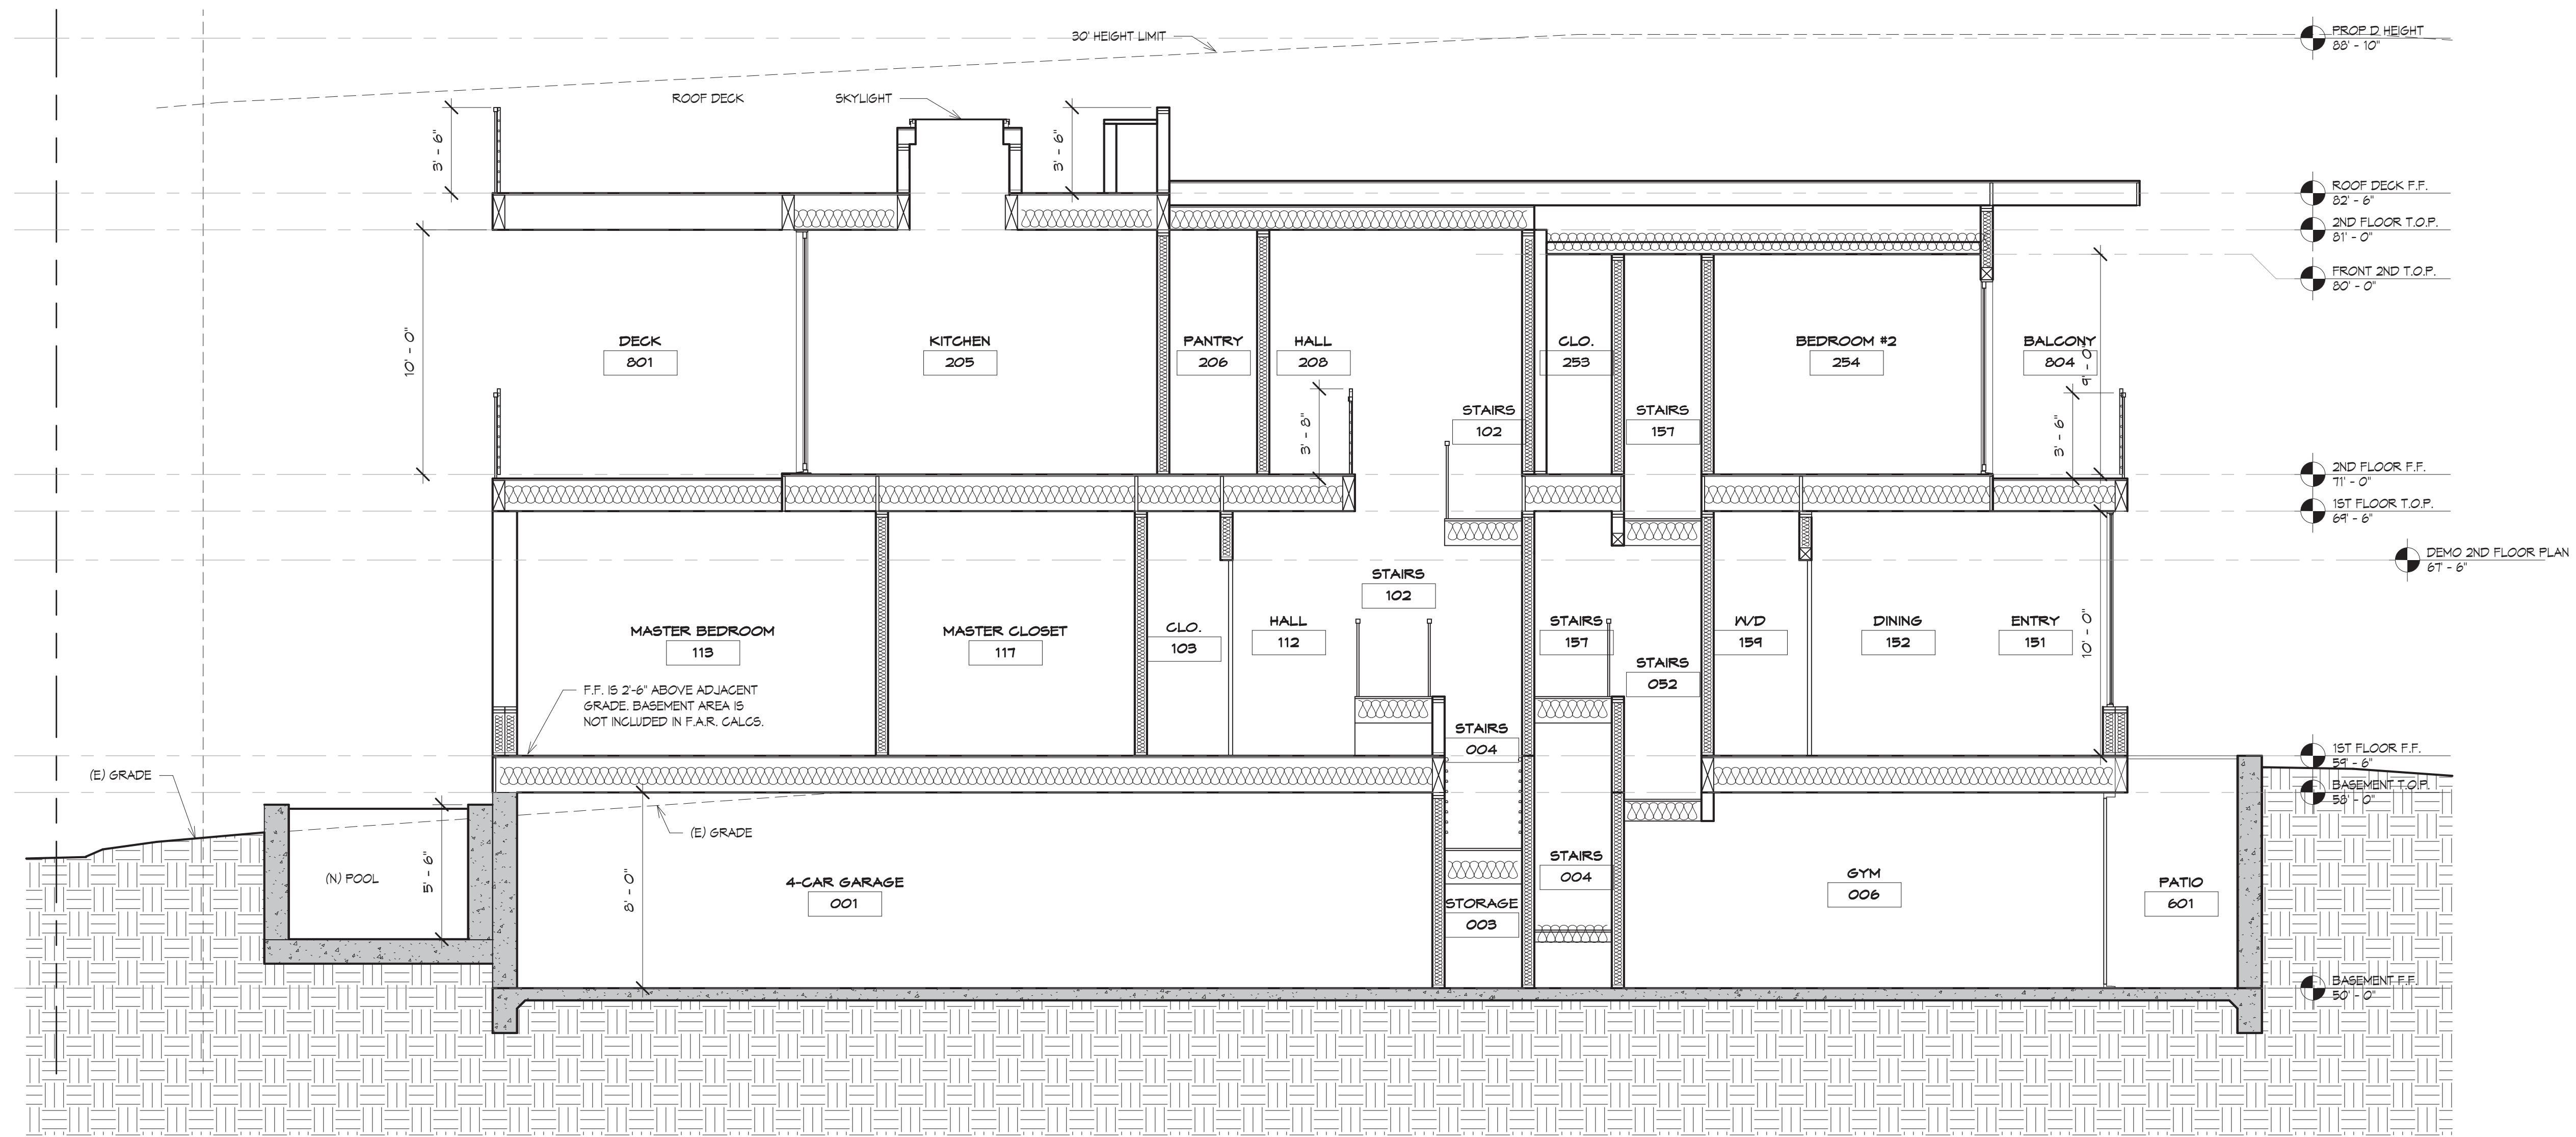 30' HEIGHT LIMIT
PROP D HEIGHT
88' - 10"
ROOF DECK
SKYLIGHT
3' - 6"
3' - 6"
ROOF DECK F.F.
82' - 6"
2ND FLOOR T.O.P.
81' - 0"
FRONT 2ND T.O.P.
80' - 0"
10' - 0"
DECK
801
KITCHEN
205
PANTRY
206
HALL
208
CLO.
253
BEDROOM #2
254
BALCONY
804
9' - 0"
3' - 8"
STAIRS
102
STAIRS
157
3' - 6"
2ND FLOOR F.F.
71' - 0"
1ST FLOOR T.O.P.
69' - 6"
DEMO 2ND FLOOR PLAN
67' - 6"
STAIRS
102
MASTER BEDROOM
113
MASTER CLOSET
117
CLO.
103
HALL
112
STAIRS
157
STAIRS
052
W/D
159
DINING
152
ENTRY
151
10' - 0"
F.F. IS 2'-6" ABOVE ADJACENT
GRADE. BASEMENT AREA IS
NOT INCLUDED IN F.A.R. CALCS.
STAIRS
004
1ST FLOOR F.F.
59' - 6"
BASEMENT T.O.P.
58' - 0"
(E) GRADE
(E) GRADE
(N) POOL
5' - 6"
8' - 0"
4-CAR GARAGE
001
STORAGE
003
STAIRS
004
GYM
006
PATIO
601
BASEMENT F.F.
50' - 0"